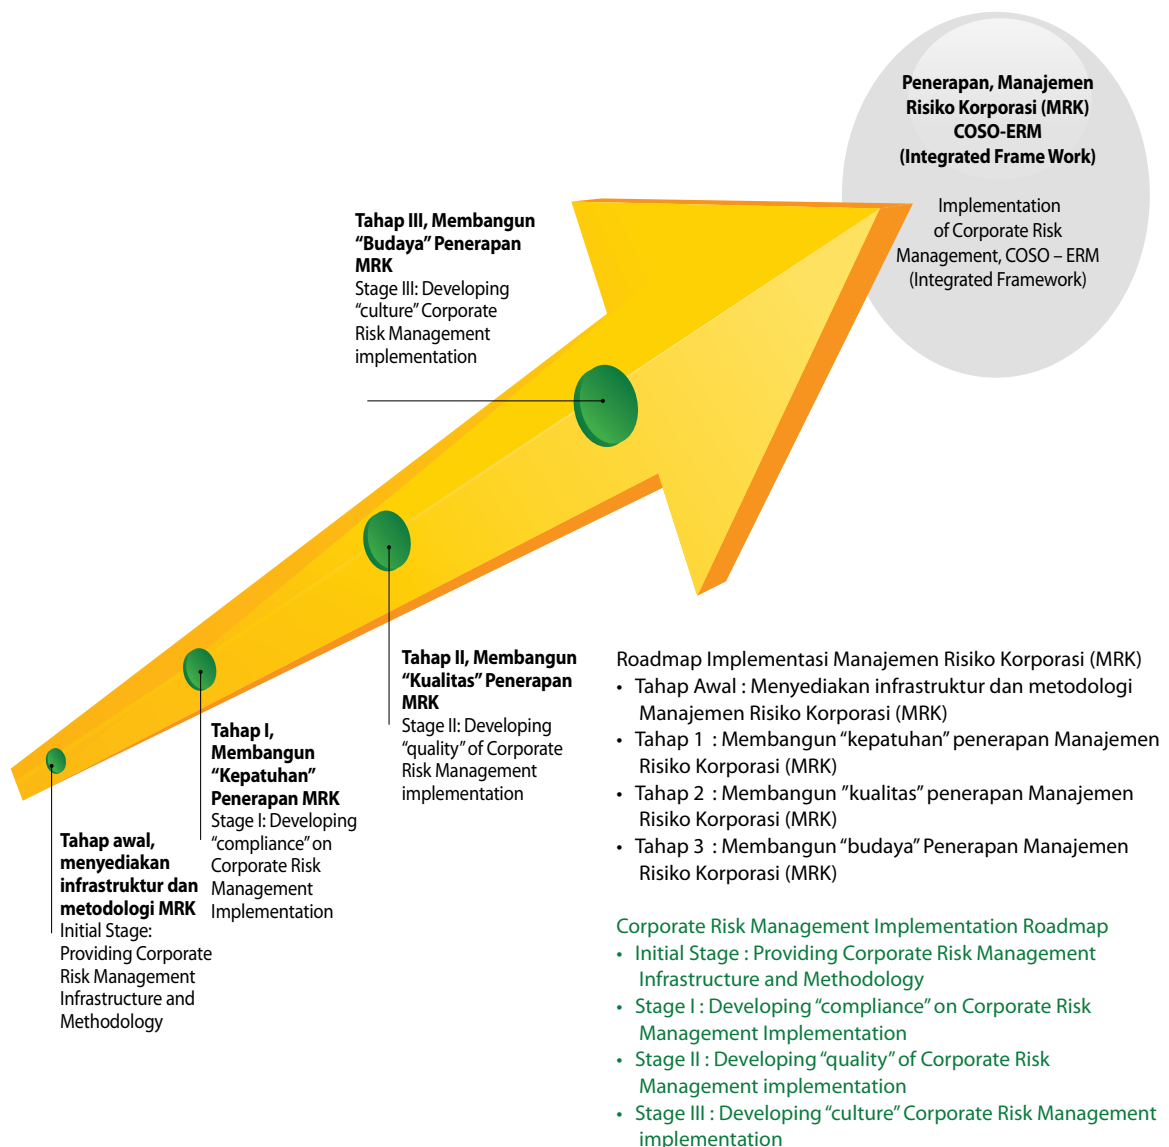 Penerapan, Manajemen
Risiko Korporasi (MRK)
COSO-ERM
(Integrated Frame Work)
Implementation
of Corporate Risk
Management, COSO – ERM
(Integrated Framework)
Tahap III, Membangun
“Budaya” Penerapan
MRK
Stage III: Developing
“culture” Corporate
Risk Management
implementation
Tahap II, Membangun
“Kualitas” Penerapan
MRK
Stage II: Developing
“quality” of Corporate
Risk Management
implementation
Tahap I,
Membangun
“Kepatuhan”
Penerapan MRK
Stage I: Developing
“compliance” on
Corporate Risk
Management
Implementation
Tahap awal,
menyediakan
infrastruktur dan
metodologi MRK
Initial Stage:
Providing Corporate
Risk Management
Infrastructure and
Methodology
Roadmap Implementasi Manajemen Risiko Korporasi (MRK)
• Tahap Awal : Menyediakan infrastruktur dan metodologi
Manajemen Risiko Korporasi (MRK)
• Tahap 1 : Membangun “kepatuhan” penerapan Manajemen
Risiko Korporasi (MRK)
• Tahap 2 : Membangun ”kualitas” penerapan Manajemen
Risiko Korporasi (MRK)
• Tahap 3 : Membangun “budaya” Penerapan Manajemen
Risiko Korporasi (MRK)
Corporate Risk Management Implementation Roadmap
• Initial Stage : Providing Corporate Risk Management
Infrastructure and Methodology
• Stage I : Developing “compliance” on Corporate Risk
Management Implementation
• Stage II : Developing “quality” of Corporate Risk
Management implementation
• Stage III : Developing “culture” Corporate Risk Management
implementation